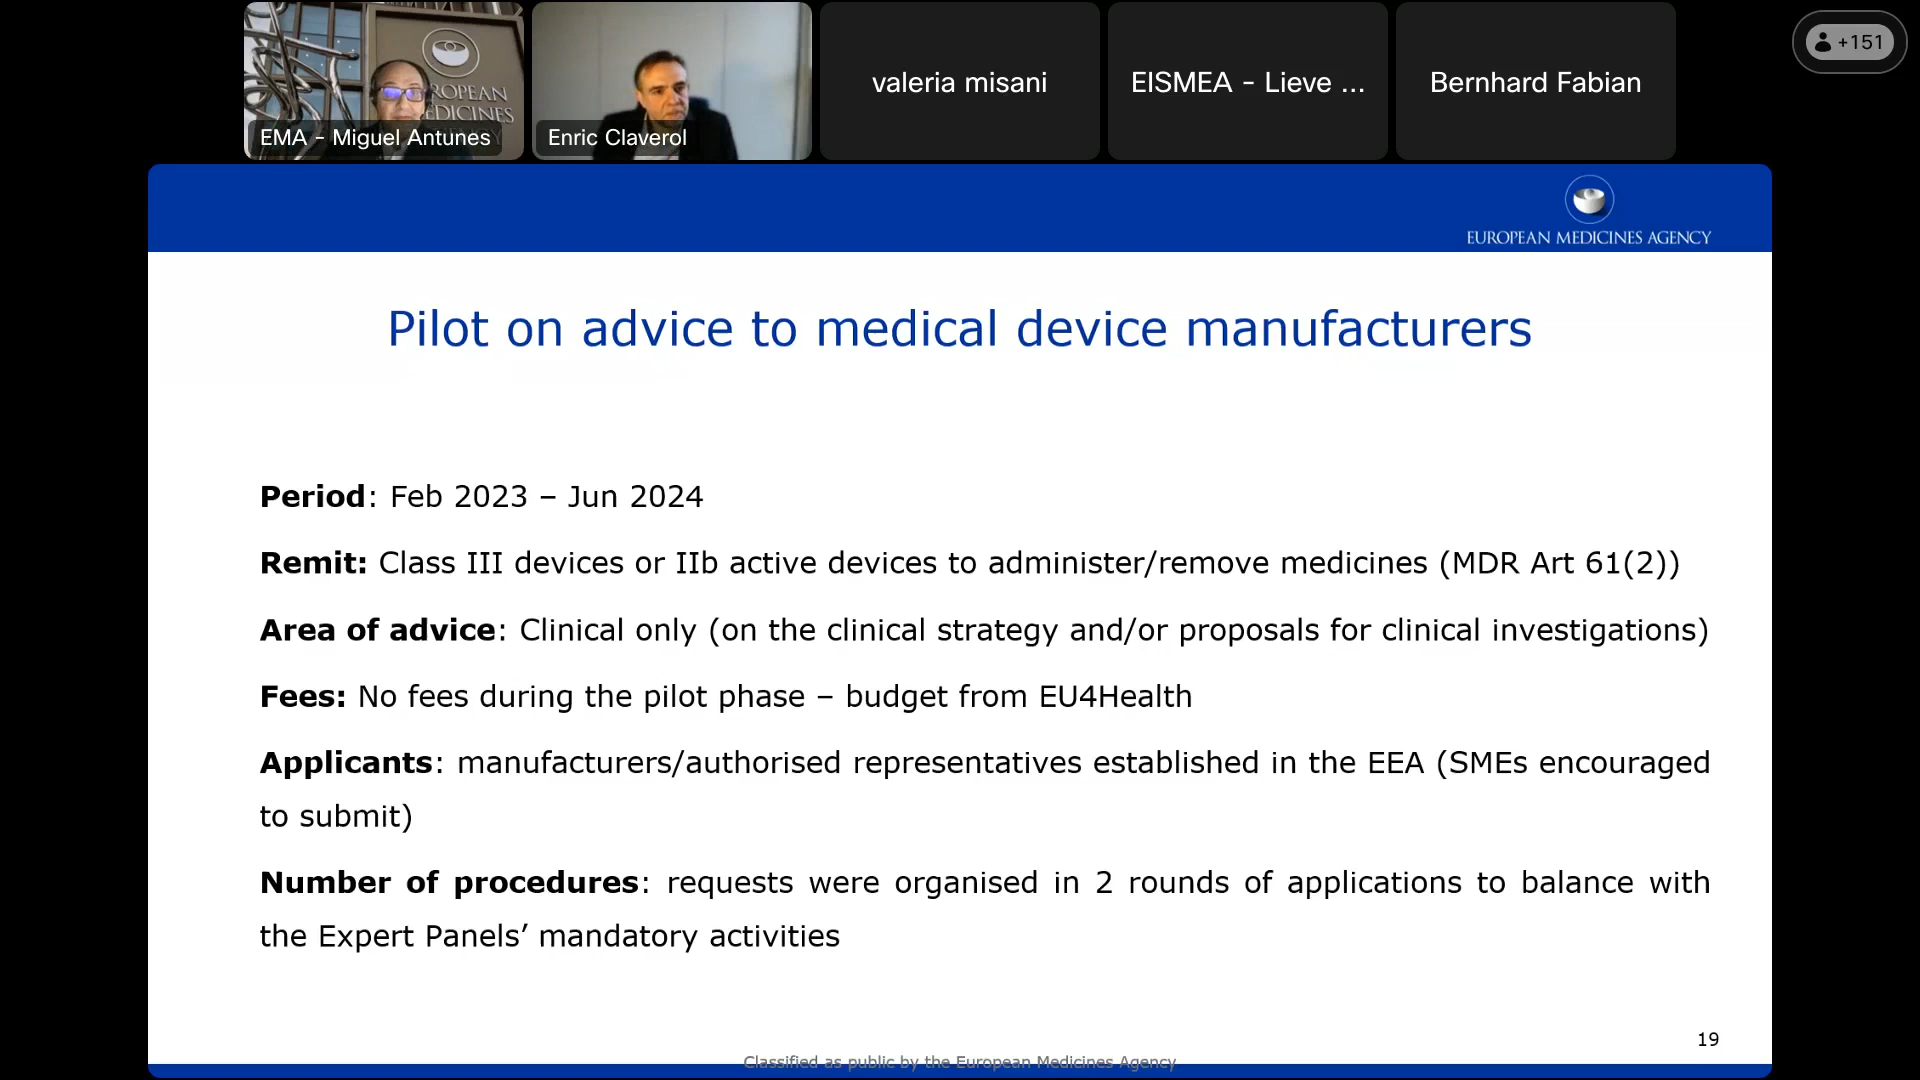 EUROPEAN
MEDICINES
EMA - Miguel Antunes
Enric Claverol
valeria misani
EISMEA - Lieve ...
Bernhard Fabian
+151
EUROPEAN MEDICINES AGENCY
Pilot on advice to medical device manufacturers
Period: Feb 2023 – Jun 2024
Remit: Class III devices or IIb active devices to administer/remove medicines (MDR Art 61(2))
Area of advice: Clinical only (on the clinical strategy and/or proposals for clinical investigations)
Fees: No fees during the pilot phase – budget from EU4Health
Applicants: manufacturers/authorised representatives established in the EEA (SMEs encouraged
to submit)
Number of procedures: requests were organised in 2 rounds of applications to balance with
the Expert Panels’ mandatory activities
19
Classified as public by the European Medicines Agency